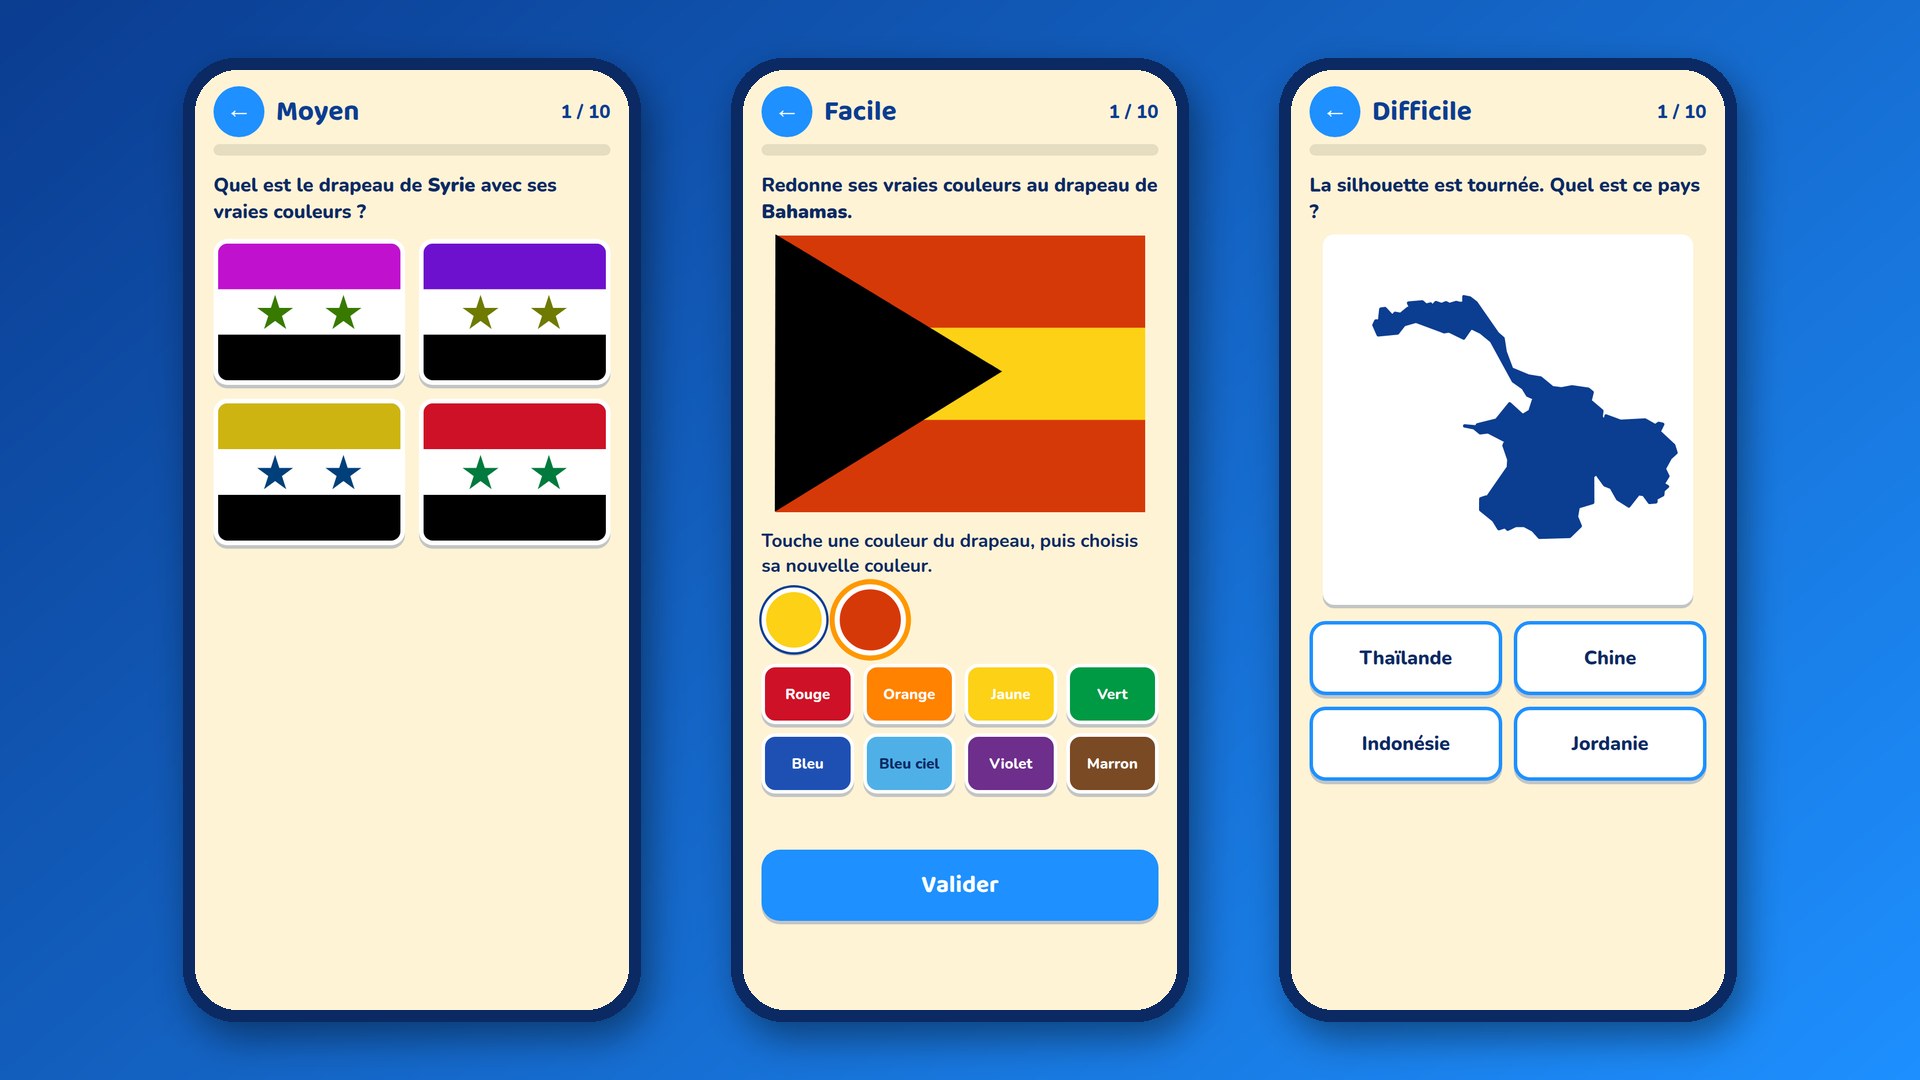 ←
Moyen
1 / 10
Quel est le drapeau de Syrie avec ses
vraies couleurs ?
←
Facile
1 / 10
Redonne ses vraies couleurs au drapeau de
Bahamas.
Touche une couleur du drapeau, puis choisis
sa nouvelle couleur.
Rouge
Orange
Jaune
Vert
Bleu
Bleu ciel
Violet
Marron
Valider
←
Difficile
1 / 10
La silhouette est tournée. Quel est ce pays
?
Thaïlande
Chine
Indonésie
Jordanie